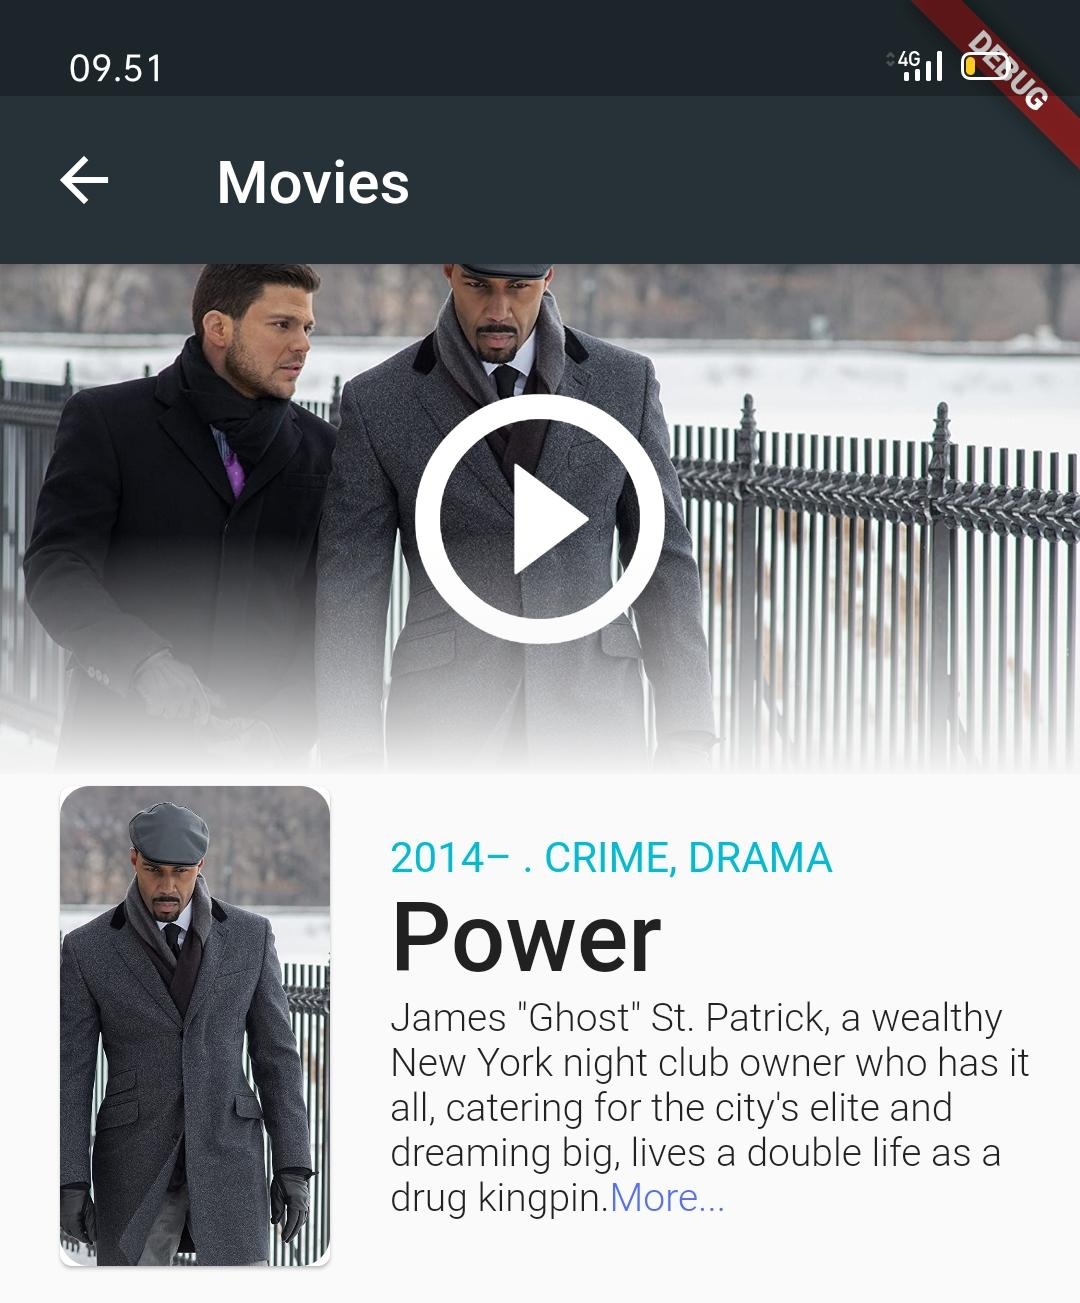 09.51
4G
DEBUG
Movies
2014– . CRIME, DRAMA
Power
James "Ghost" St. Patrick, a wealthy
New York night club owner who has it
all, catering for the city's elite and
dreaming big, lives a double life as a
drug kingpin.More...